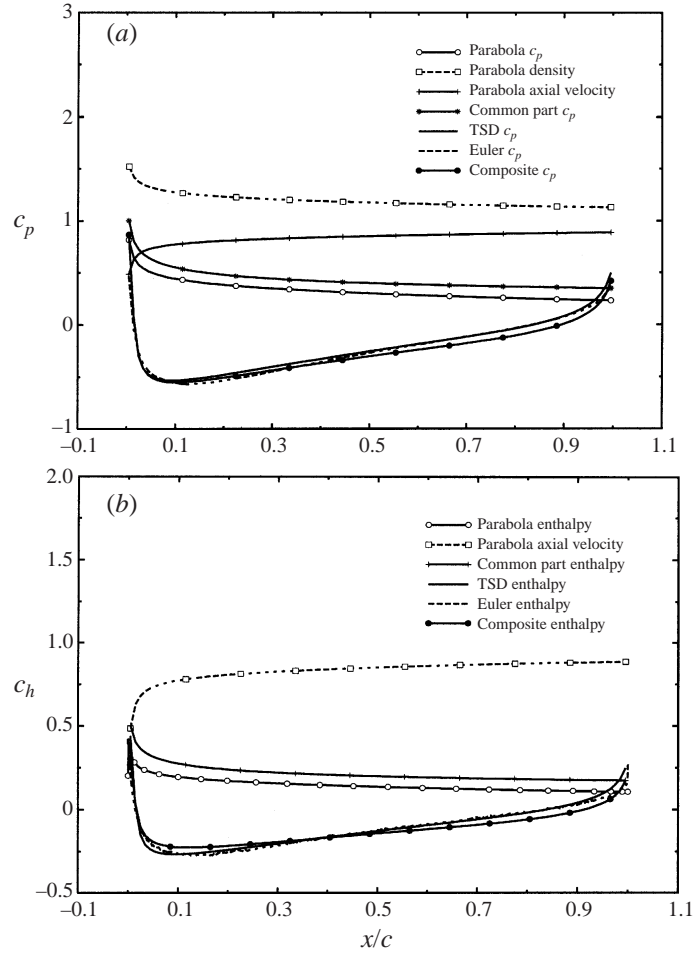 3
(a)
Parabola c_p
Parabola density
Parabola axial velocity
Common part c_p
TSD c_p
Euler c_p
Composite c_p
2
c_p
1
0
–1
–0.1
0.1
0.3
0.5
0.7
0.9
1.1
2.0
(b)
Parabola enthalpy
Parabola axial velocity
Common part enthalpy
TSD enthalpy
Euler enthalpy
Composite enthalpy
1.5
1.0
c_h
0.5
0
–0.5
–0.1
0.1
0.3
0.5
0.7
0.9
1.1
x/c